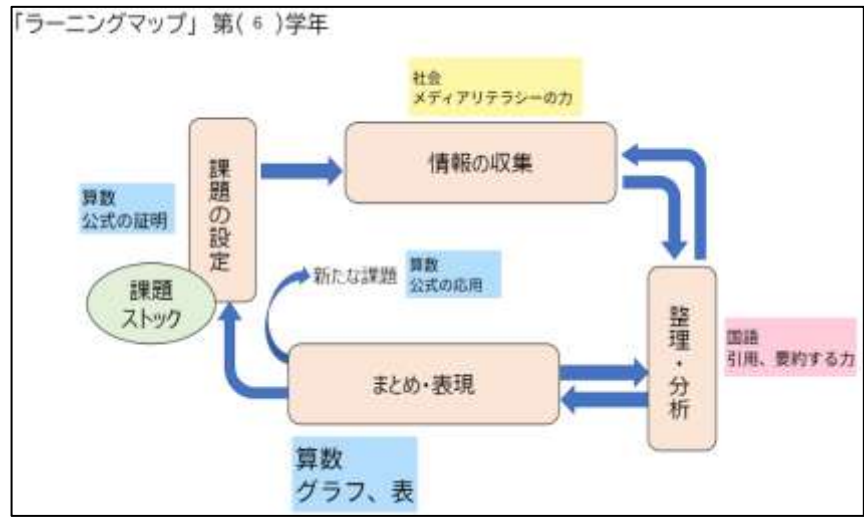 「ラーニングマップ」 第( 6 )学年
社会
メディアリテラシーの力
課題の設定
情報の収集
算数
公式の証明
課題
ストック
新たな課題
算数
公式の応用
整理・分析
国語
引用、要約する力
まとめ・表現
算数
グラフ、表